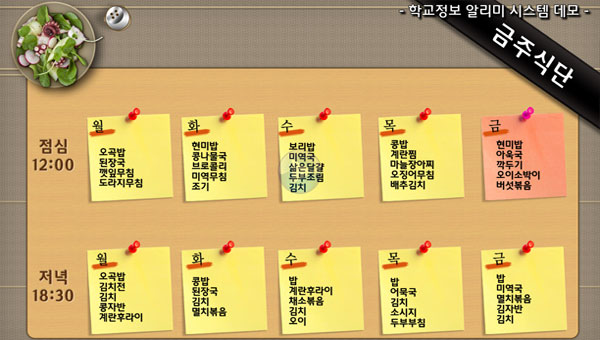 - 학교정보 알리미 시스템 데모 -
금주식단
점심
12:00
월
오곡밥
된장국
깻잎무침
도라지무침
화
현미밥
콩나물국
브로콜리
미역무침
조기
수
보리밥
미역국
삶은달걀
두부조림
김치
목
콩밥
계란찜
마늘장아찌
오징어무침
배추김치
금
현미밥
아욱국
깍두기
오이소박이
버섯볶음
저녁
18:30
월
오곡밥
김치전
김치
콩자반
계란후라이
화
콩밥
된장국
김치
멸치볶음
수
밥
계란후라이
채소볶음
김치
오이
목
밥
어묵국
김치
소시지
두부부침
금
밥
미역국
멸치볶음
김자반
김치